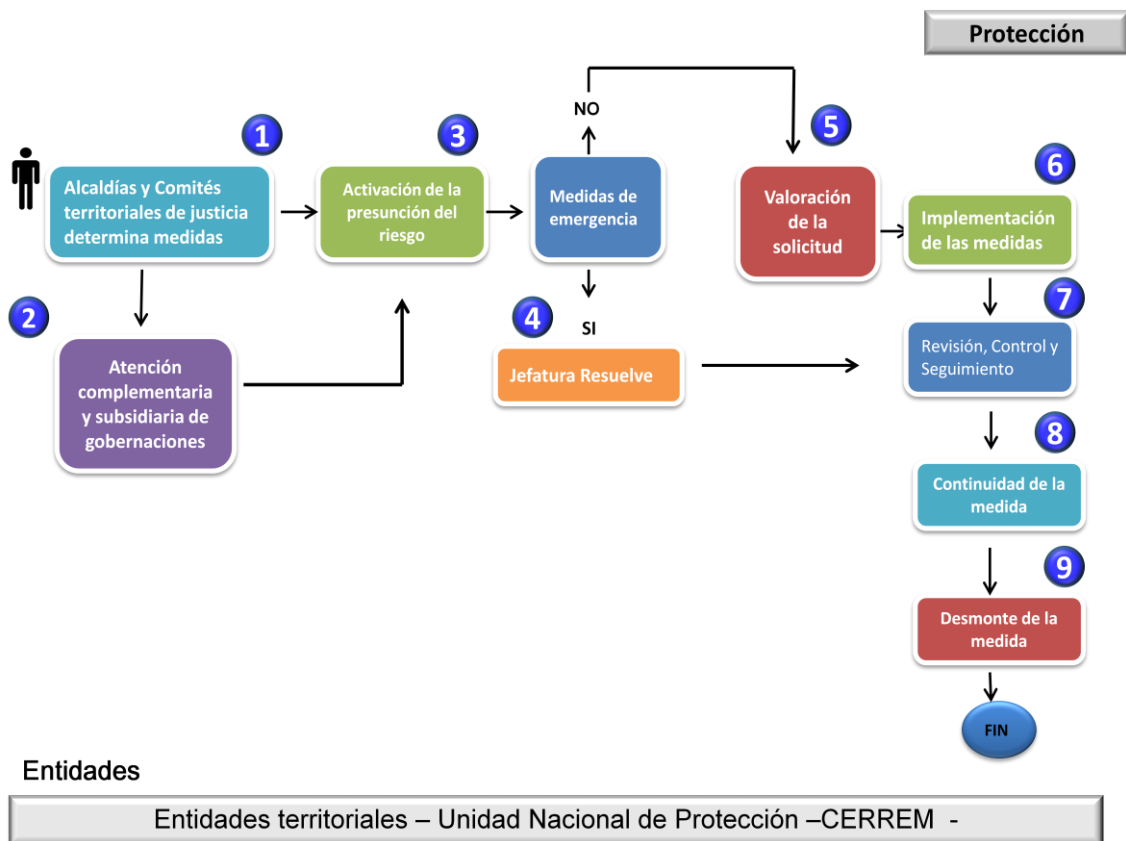 Protección
1
Alcaldías y Comités
territoriales de justicia
determina medidas
2
Atención
complementaria
y subsidiaria de
gobernaciones
3
Activación de la
presunción del
riesgo
NO
Medidas de
emergencia
SI
4
Jefatura Resuelve
5
Valoración
de la
solicitud
6
Implementación
de las medidas
7
Revisión, Control y
Seguimiento
8
Continuidad de la
medida
9
Desmonte de la
medida
FIN
Entidades
Entidades territoriales – Unidad Nacional de Protección –CERREM -